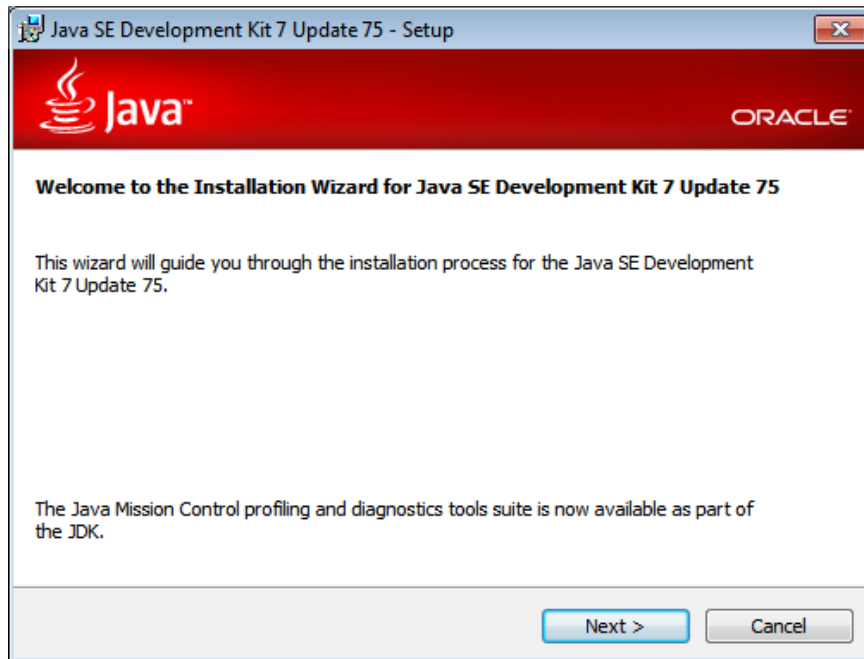 Java SE Development Kit 7 Update 75 - Setup
Java™
ORACLE®
Welcome to the Installation Wizard for Java SE Development Kit 7 Update 75
This wizard will guide you through the installation process for the Java SE Development
Kit 7 Update 75.
The Java Mission Control profiling and diagnostics tools suite is now available as part of
the JDK.
Next >
Cancel